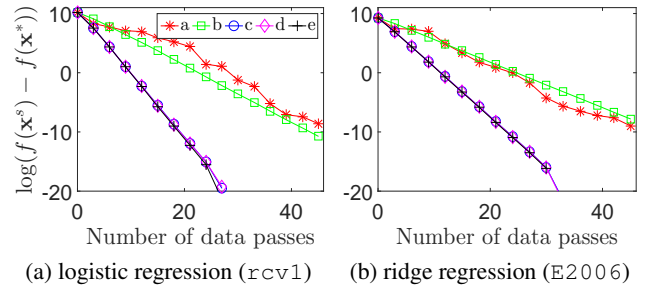 log(f(x^s) − f(x^*))
10
0
-10
-20
a b c d e
0 20 40
Number of data passes
(a) logistic regression (rcv1)
10
0
-10
-20
0 20 40
Number of data passes
(b) ridge regression (E2006)